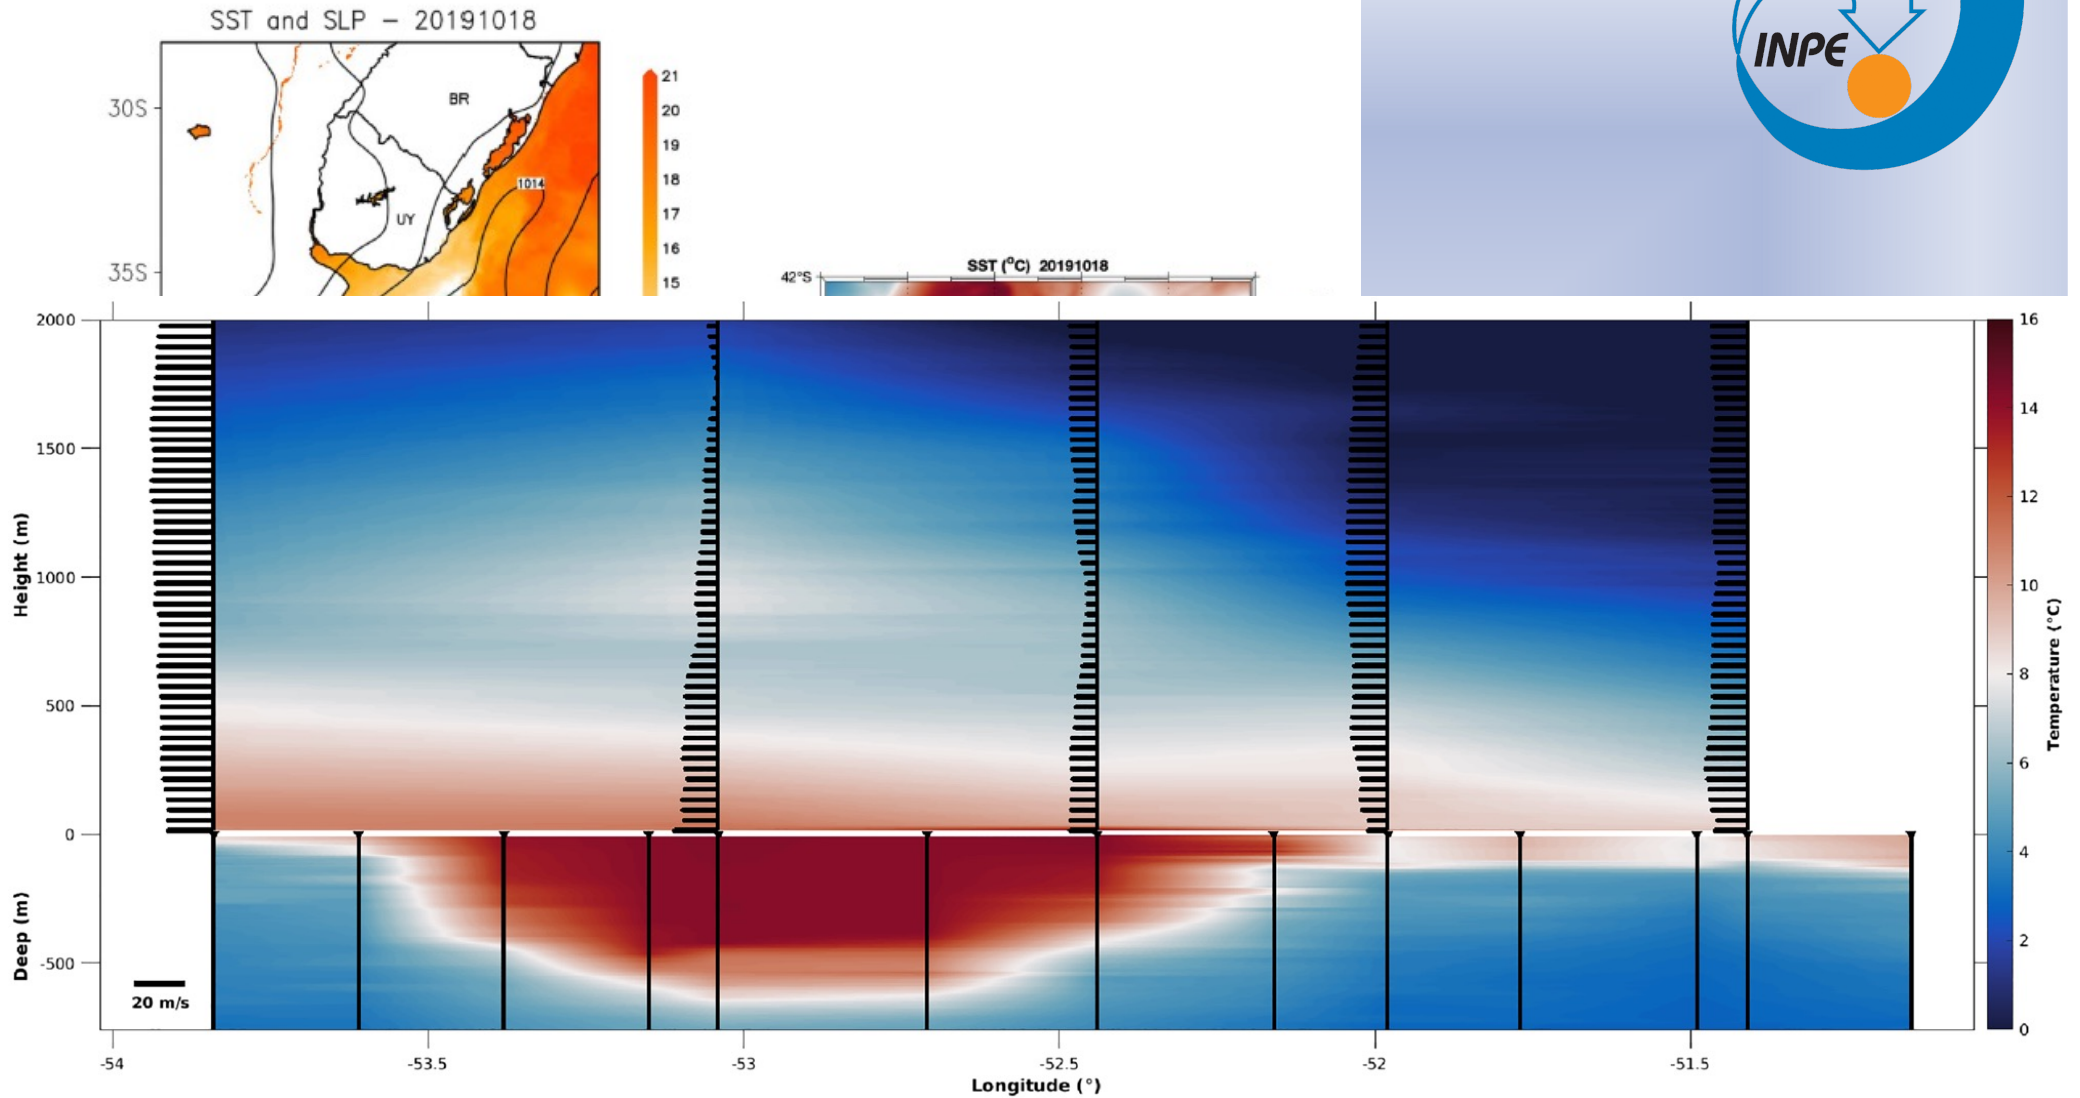 SST and SLP - 20191018
INPE
30S
35S
BR
UY
1014
21
20
19
18
17
16
15
SST (°C) 20191018
42°S
2000
1500
1000
500
0
-500
Height (m)
Deep (m)
20 m/s
-54
-53.5
-53
-52.5
-52
-51.5
Longitude (°)
16
14
12
10
8
6
4
2
0
Temperature (°C)